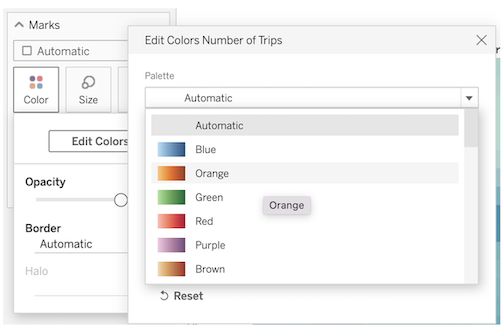 Marks
Automatic
Color
Size
Edit Colors
Opacity
Border
Automatic
Halo
Edit Colors Number of Trips
Palette
Automatic
Automatic
Blue
Orange
Green
Orange
Red
Purple
Brown
Reset